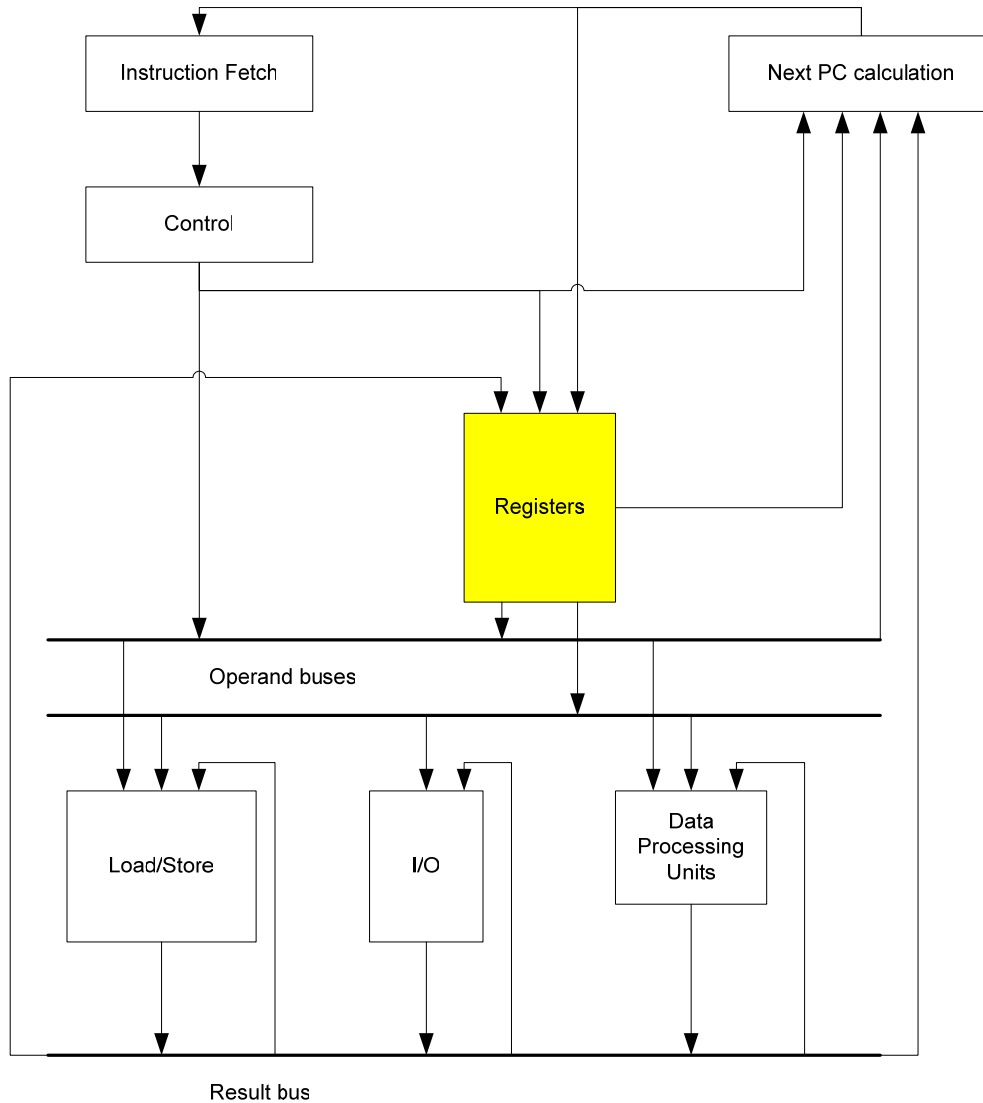 Instruction Fetch
Next PC calculation
Control
Registers
Operand buses
Load/Store
I/O
Data
Processing
Units
Result bus